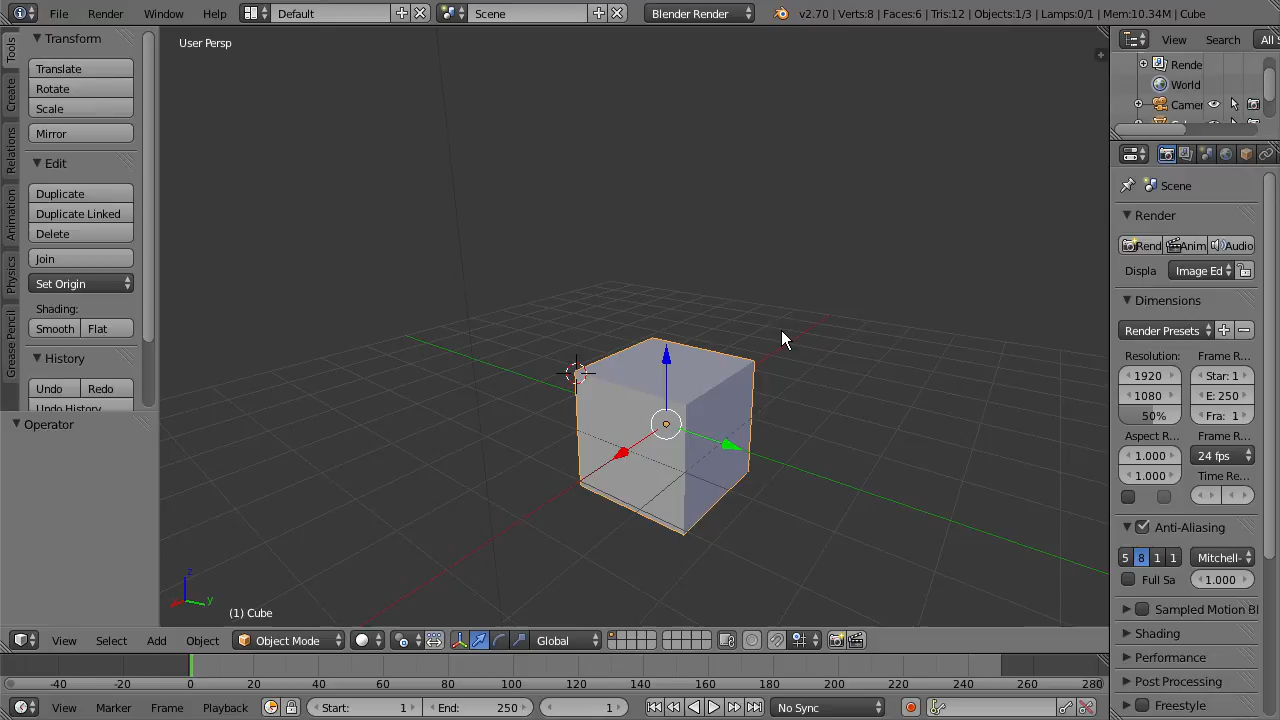 File Render Window Help Default Scene Blender Render v2.70 | Verts:8 | Faces:6 | Tris:12 | Objects:1/3 | Lamps:0/1 | Mem:10.34M | Cube
Tools
Create
Relations
Animation
Physics
Grease Pencil
Transform
Translate
Rotate
Scale
Mirror
Edit
Duplicate
Duplicate Linked
Delete
Join
Set Origin
Shading:
Smooth Flat
History
Undo Redo
Undo History
Operator
User Persp
z
y
(1) Cube
View Select Add Object Object Mode Global
-40 -20 0 20 40 60 80 100 120 140 160 180 200 220 240 260 280
View Marker Frame Playback Start: 1 End: 250 1 No Sync
View Search All S
Rende
World
Camer
Scene
Render
Rend Anim Audio
Displa Image Ed
Dimensions
Render Presets
Resolution: Frame R...
1920 Star: 1
1080 E: 250
50% Fra: 1
Aspect R... Frame R...
1.000 24 fps
1.000 Time Re...
Anti-Aliasing
5 8 1 1 Mitchell-
Full Sa 1.000
Sampled Motion Bl
Shading
Performance
Post Processing
Freestyle